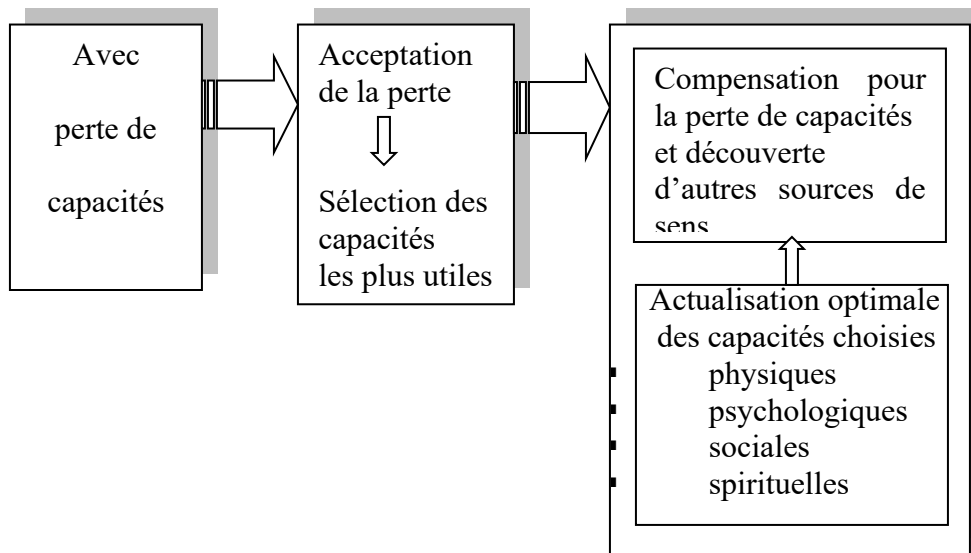 Avec
perte de
capacités
Acceptation
de la perte
Sélection des
capacités
les plus utiles
Compensation pour
la perte de capacités
et découverte
d’autres sources de
sens
Actualisation optimale
des capacités choisies
physiques
psychologiques
sociales
spirituelles